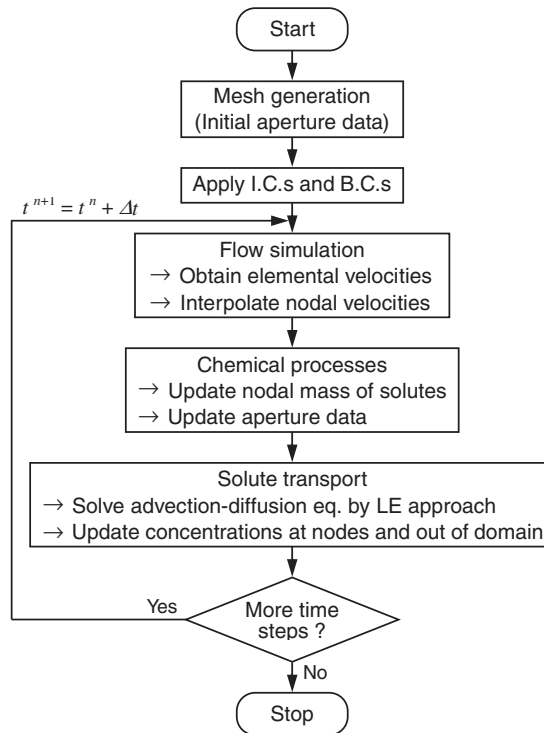 Start
Mesh generation
(Initial aperture data)
Apply I.C.s and B.C.s
t n+1 = t n + Δt
Flow simulation
→ Obtain elemental velocities
→ Interpolate nodal velocities
Chemical processes
→ Update nodal mass of solutes
→ Update aperture data
Solute transport
→ Solve advection-diffusion eq. by LE approach
→ Update concentrations at nodes and out of domain
Yes
More time
steps ?
No
Stop